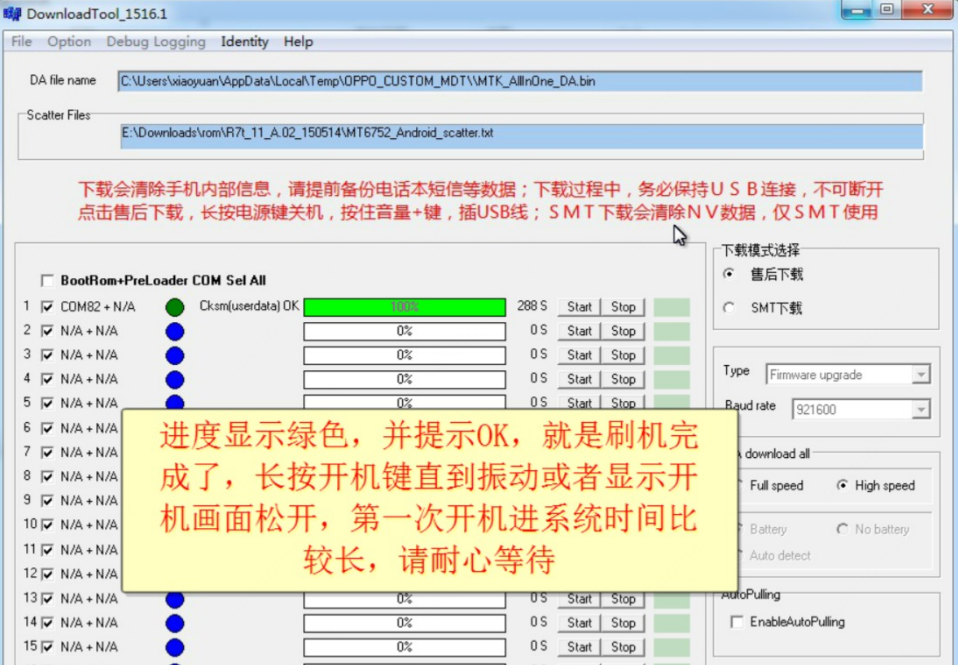 DownloadTool_1516.1
File Option Debug Logging Identity Help
DA file name C:\Users\xiaoyuan\AppData\Local\Temp\OPPO_CUSTOM_MDT\\MTK_AllInOne_DA.bin
Scatter Files
E:\Downloads\rom\R7t_11_A.02_150514\MT6752_Android_scatter.txt
下载会清除手机内部信息，请提前备份电话本短信等数据；下载过程中，务必保持ＵＳＢ连接，不可断开
点击售后下载，长按电源键关机，按住音量+键，插USB线；ＳＭＴ下载会清除ＮＶ数据，仅ＳＭＴ使用
BootRom+PreLoader COM Sel All
1 COM82 + N/A Cksm(userdata) OK 100% 288 S Start Stop
2 N/A + N/A 0% 0 S Start Stop
3 N/A + N/A 0% 0 S Start Stop
4 N/A + N/A 0% 0 S Start Stop
5 N/A + N/A 0% 0 S Start Stop
6 N/A + N/A
7 N/A + N/A
8 N/A + N/A
9 N/A + N/A
10 N/A + N/A
11 N/A + N/A
12 N/A + N/A
13 N/A + N/A 0% 0 S Start Stop
14 N/A + N/A 0% 0 S Start Stop
15 N/A + N/A 0% 0 S Start Stop
进度显示绿色，并提示OK，就是刷机完
成了，长按开机键直到振动或者显示开
机画面松开，第一次开机进系统时间比
较长，请耐心等待
下载模式选择
售后下载
SMT下载
Type Firmware upgrade
Baud rate 921600
download all
Full speed High speed
Battery No battery
Auto detect
AutoPulling
EnableAutoPulling